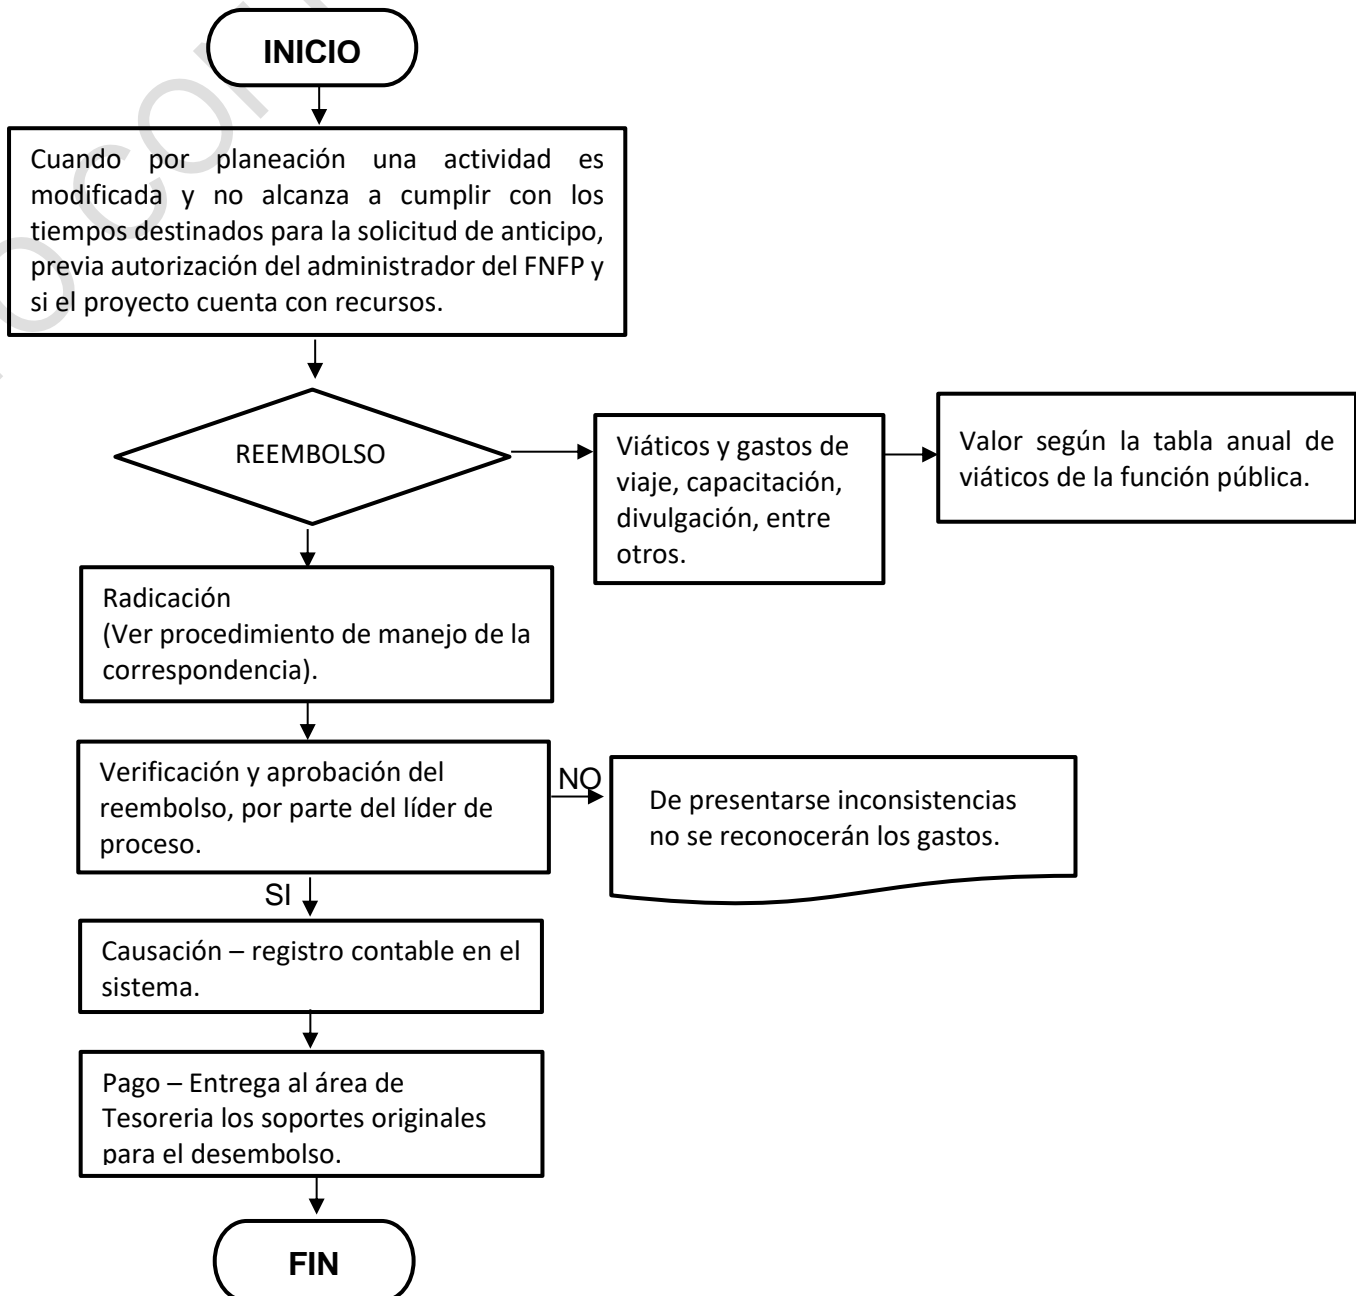 INICIO
Cuando por planeación una actividad es
modificada y no alcanza a cumplir con los
tiempos destinados para la solicitud de anticipo,
previa autorización del administrador del FNFP y
si el proyecto cuenta con recursos.
REEMBOLSO
Viáticos y gastos de
viaje, capacitación,
divulgación, entre
otros.
Valor según la tabla anual de
viáticos de la función pública.
Radicación
(Ver procedimiento de manejo de la
correspondencia).
Verificación y aprobación del
reembolso, por parte del líder de
proceso.
NO
De presentarse inconsistencias
no se reconocerán los gastos.
SI
Causación – registro contable en el
sistema.
Pago – Entrega al área de
Tesoreria los soportes originales
para el desembolso.
FIN